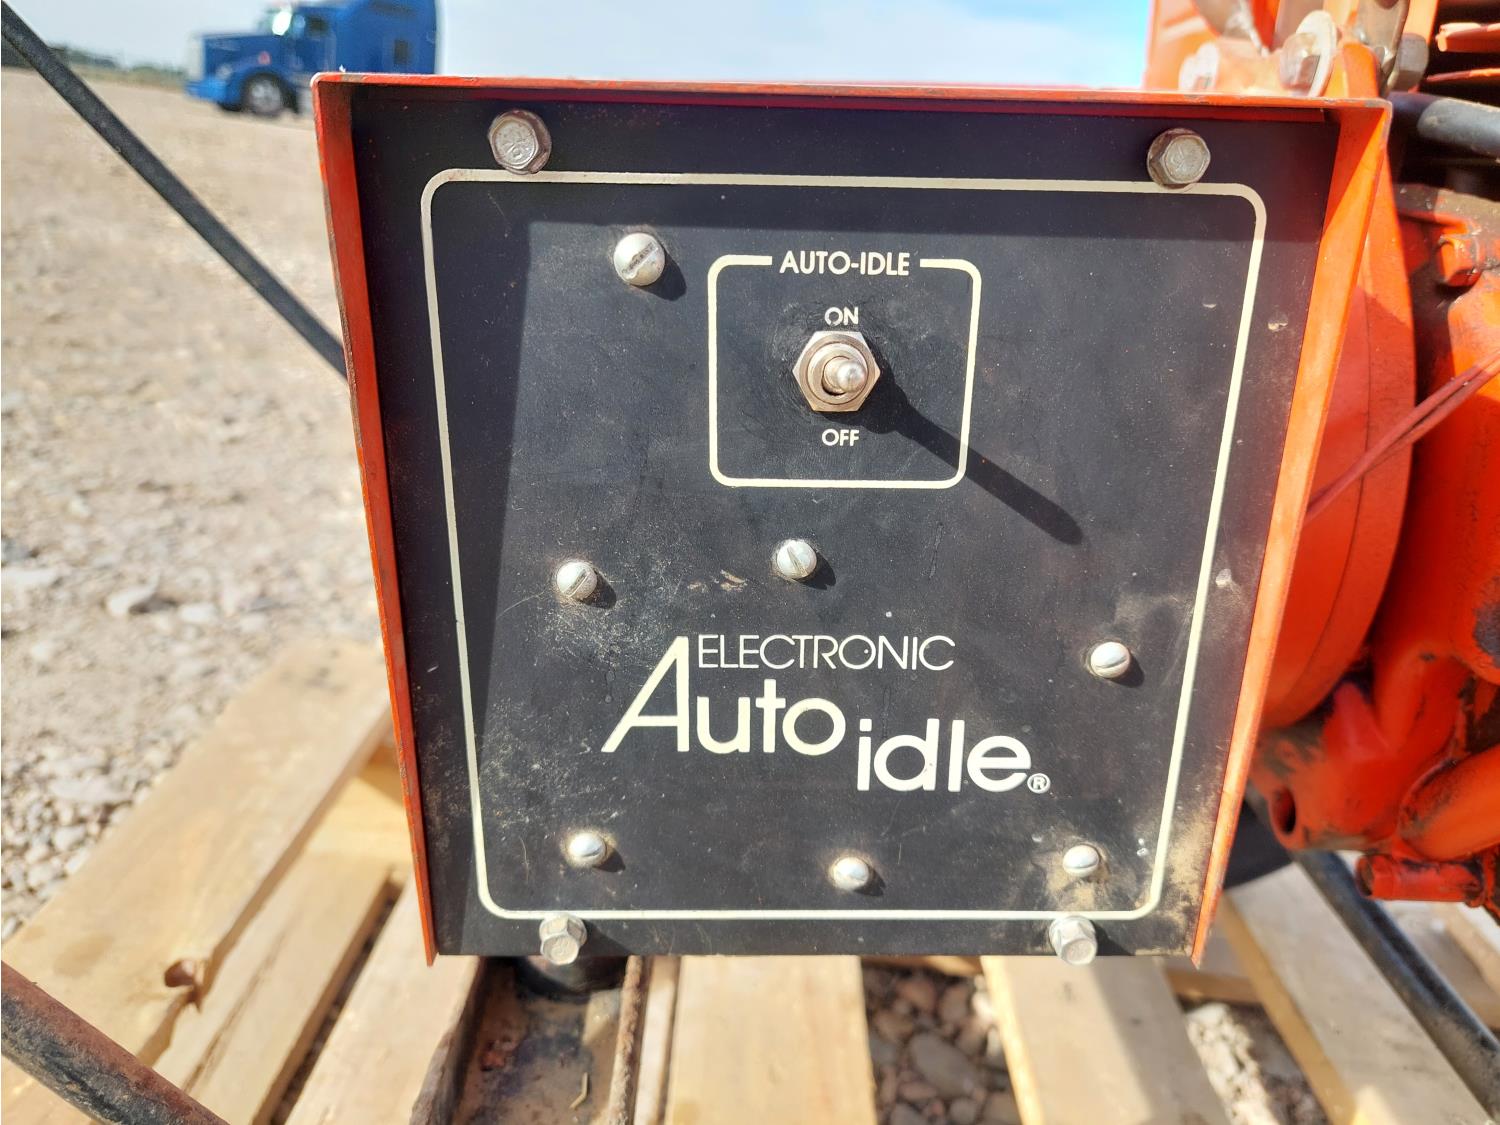 AUTO-IDLE
ON
OFF
ELECTRONIC
Auto idle®